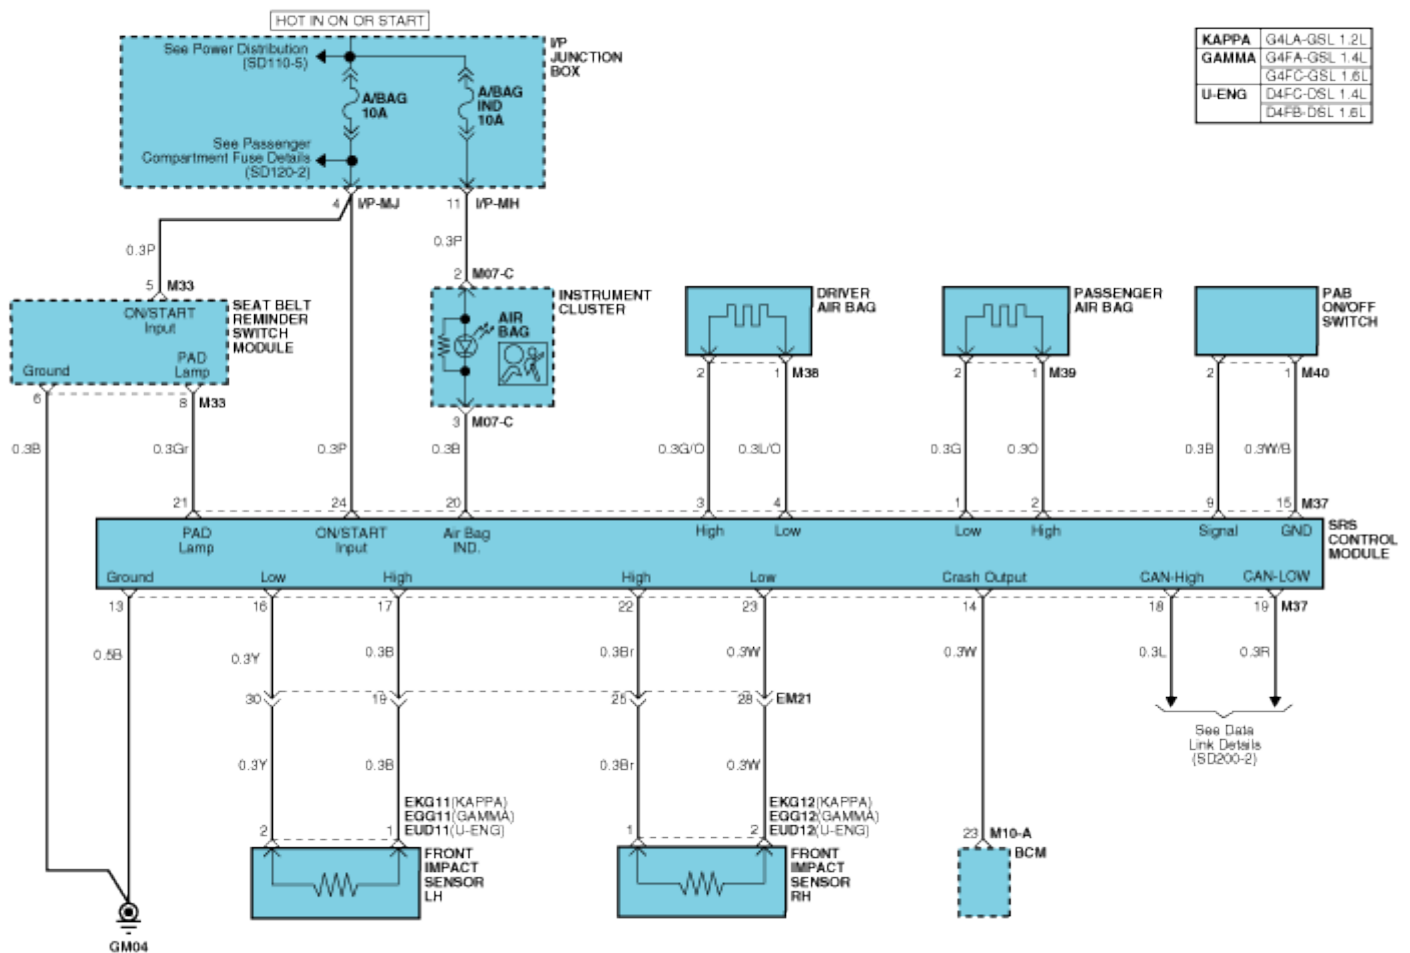 HOT IN ON OR START
See Power Distribution
(SD110-5)
I/P
JUNCTION
BOX
A/BAG
10A
A/BAG
IND
10A
See Passenger
Compartment Fuse Details
(SD120-2)
KAPPA G4LA-GSL 1.2L
GAMMA G4FA-GSL 1.4L
G4FC-GSL 1.6L
U-ENG D4FC-DSL 1.4L
D4FB-DSL 1.6L
4 I/P-MJ
11 I/P-MH
0.3P
0.3P
5 M33
2 M07-C
ON/START
Input
SEAT BELT
REMINDER
SWITCH
MODULE
PAD
Lamp
Ground
INSTRUMENT
CLUSTER
AIR
BAG
DRIVER
AIR BAG
PASSENGER
AIR BAG
PAB
ON/OFF
SWITCH
6
8 M33
3 M07-C
2 1 M38
2 1 M39
2 1 M40
0.3B 0.3Gr 0.3P 0.3B 0.3G/O 0.3L/O 0.3G 0.3O 0.3B 0.3W/B
21 24 20 3 4 1 2 9 15 M37
PAD
Lamp
ON/START
Input
Air Bag
IND.
High Low Low High Signal GND
SRS
CONTROL
MODULE
Ground Low High High Low Crash Output CAN-High CAN-LOW
13 16 17 22 23 14 18 19 M37
0.5B 0.3Y 0.3B 0.3Br 0.3W 0.3W 0.3L 0.3R
30 19 25 28 EM21
See Data
Link Details
(SD200-2)
0.3Y 0.3B 0.3Br 0.3W
EKG11(KAPPA)
EGG11(GAMMA)
EUD11(U-ENG)
2 1
EKG12(KAPPA)
EGG12(GAMMA)
EUD12(U-ENG)
1 2
23 M10-A
BCM
FRONT
IMPACT
SENSOR
LH
FRONT
IMPACT
SENSOR
RH
GM04